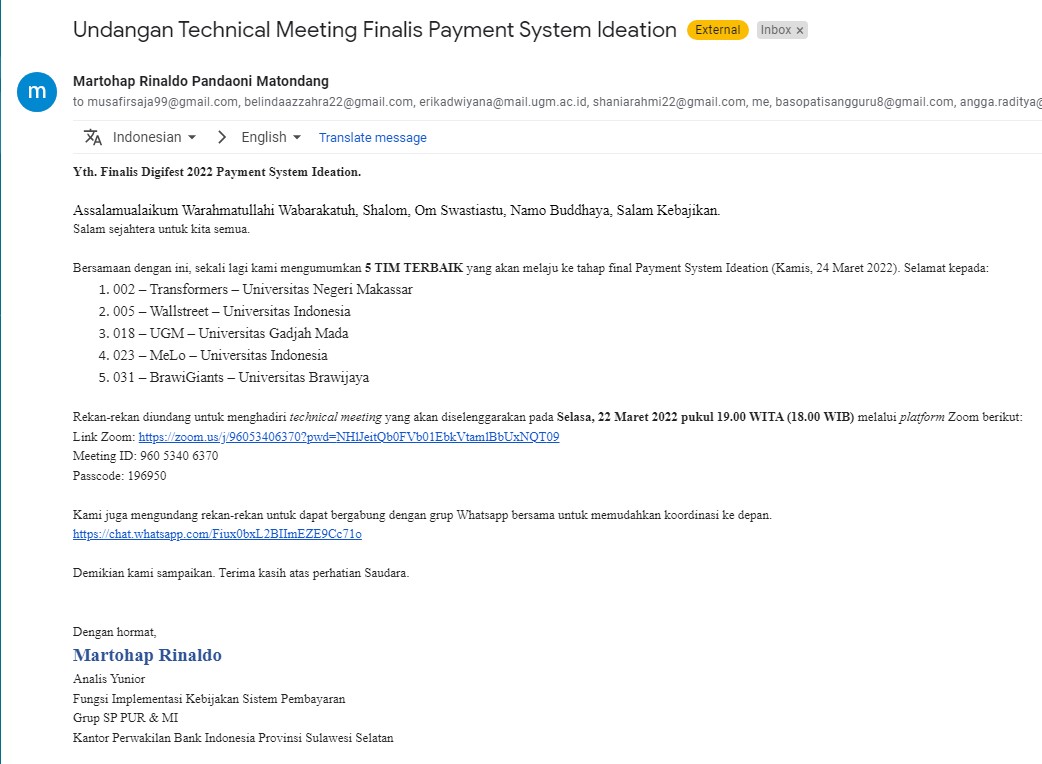 Undangan Technical Meeting Finalis Payment System Ideation External Inbox ×
m
Martohap Rinaldo Pandaoni Matondang
to musafirsaja99@gmail.com, belindaazzahra22@gmail.com, erikadwiyana@mail.ugm.ac.id, shaniarahmi22@gmail.com, me, basopatisangguru8@gmail.com, angga.raditya@
Indonesian > English Translate message
Yth. Finalis Digifest 2022 Payment System Ideation.
Assalamualaikum Warahmatullahi Wabarakatuh, Shalom, Om Swastiastu, Namo Buddhaya, Salam Kebajikan.
Salam sejahtera untuk kita semua.
Bersamaan dengan ini, sekali lagi kami mengumumkan 5 TIM TERBAIK yang akan melaju ke tahap final Payment System Ideation (Kamis, 24 Maret 2022). Selamat kepada:
1. 002 – Transformers – Universitas Negeri Makassar
2. 005 – Wallstreet – Universitas Indonesia
3. 018 – UGM – Universitas Gadjah Mada
4. 023 – MeLo – Universitas Indonesia
5. 031 – BrawiGiants – Universitas Brawijaya
Rekan-rekan diundang untuk menghadiri technical meeting yang akan diselenggarakan pada Selasa, 22 Maret 2022 pukul 19.00 WITA (18.00 WIB) melalui platform Zoom berikut:
Link Zoom: https://zoom.us/j/96053406370?pwd=NHlJeitQb0FVb01EbkVtamlBbUxNQT09
Meeting ID: 960 5340 6370
Passcode: 196950
Kami juga mengundang rekan-rekan untuk dapat bergabung dengan grup Whatsapp bersama untuk memudahkan koordinasi ke depan.
https://chat.whatsapp.com/Fiux0bxL2BIImEZE9Cc71o
Demikian kami sampaikan. Terima kasih atas perhatian Saudara.
Dengan hormat,
Martohap Rinaldo
Analis Yunior
Fungsi Implementasi Kebijakan Sistem Pembayaran
Grup SP PUR & MI
Kantor Perwakilan Bank Indonesia Provinsi Sulawesi Selatan